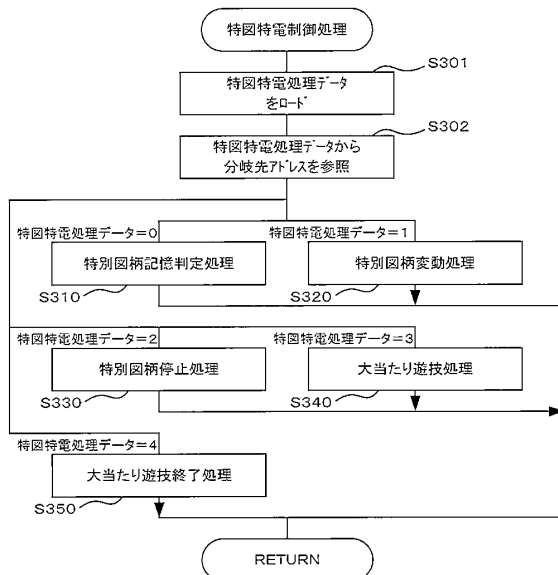 特図特電制御処理
S301
特図特電処理データ
をロード
S302
特図特電処理データから
分岐先アドレスを参照
特図特電処理データ=0
特図特電処理データ=1
特別図柄記憶判定処理
特別図柄変動処理
S310
S320
特図特電処理データ=2
特図特電処理データ=3
特別図柄停止処理
大当たり遊技処理
S330
S340
特図特電処理データ=4
大当たり遊技終了処理
S350
RETURN